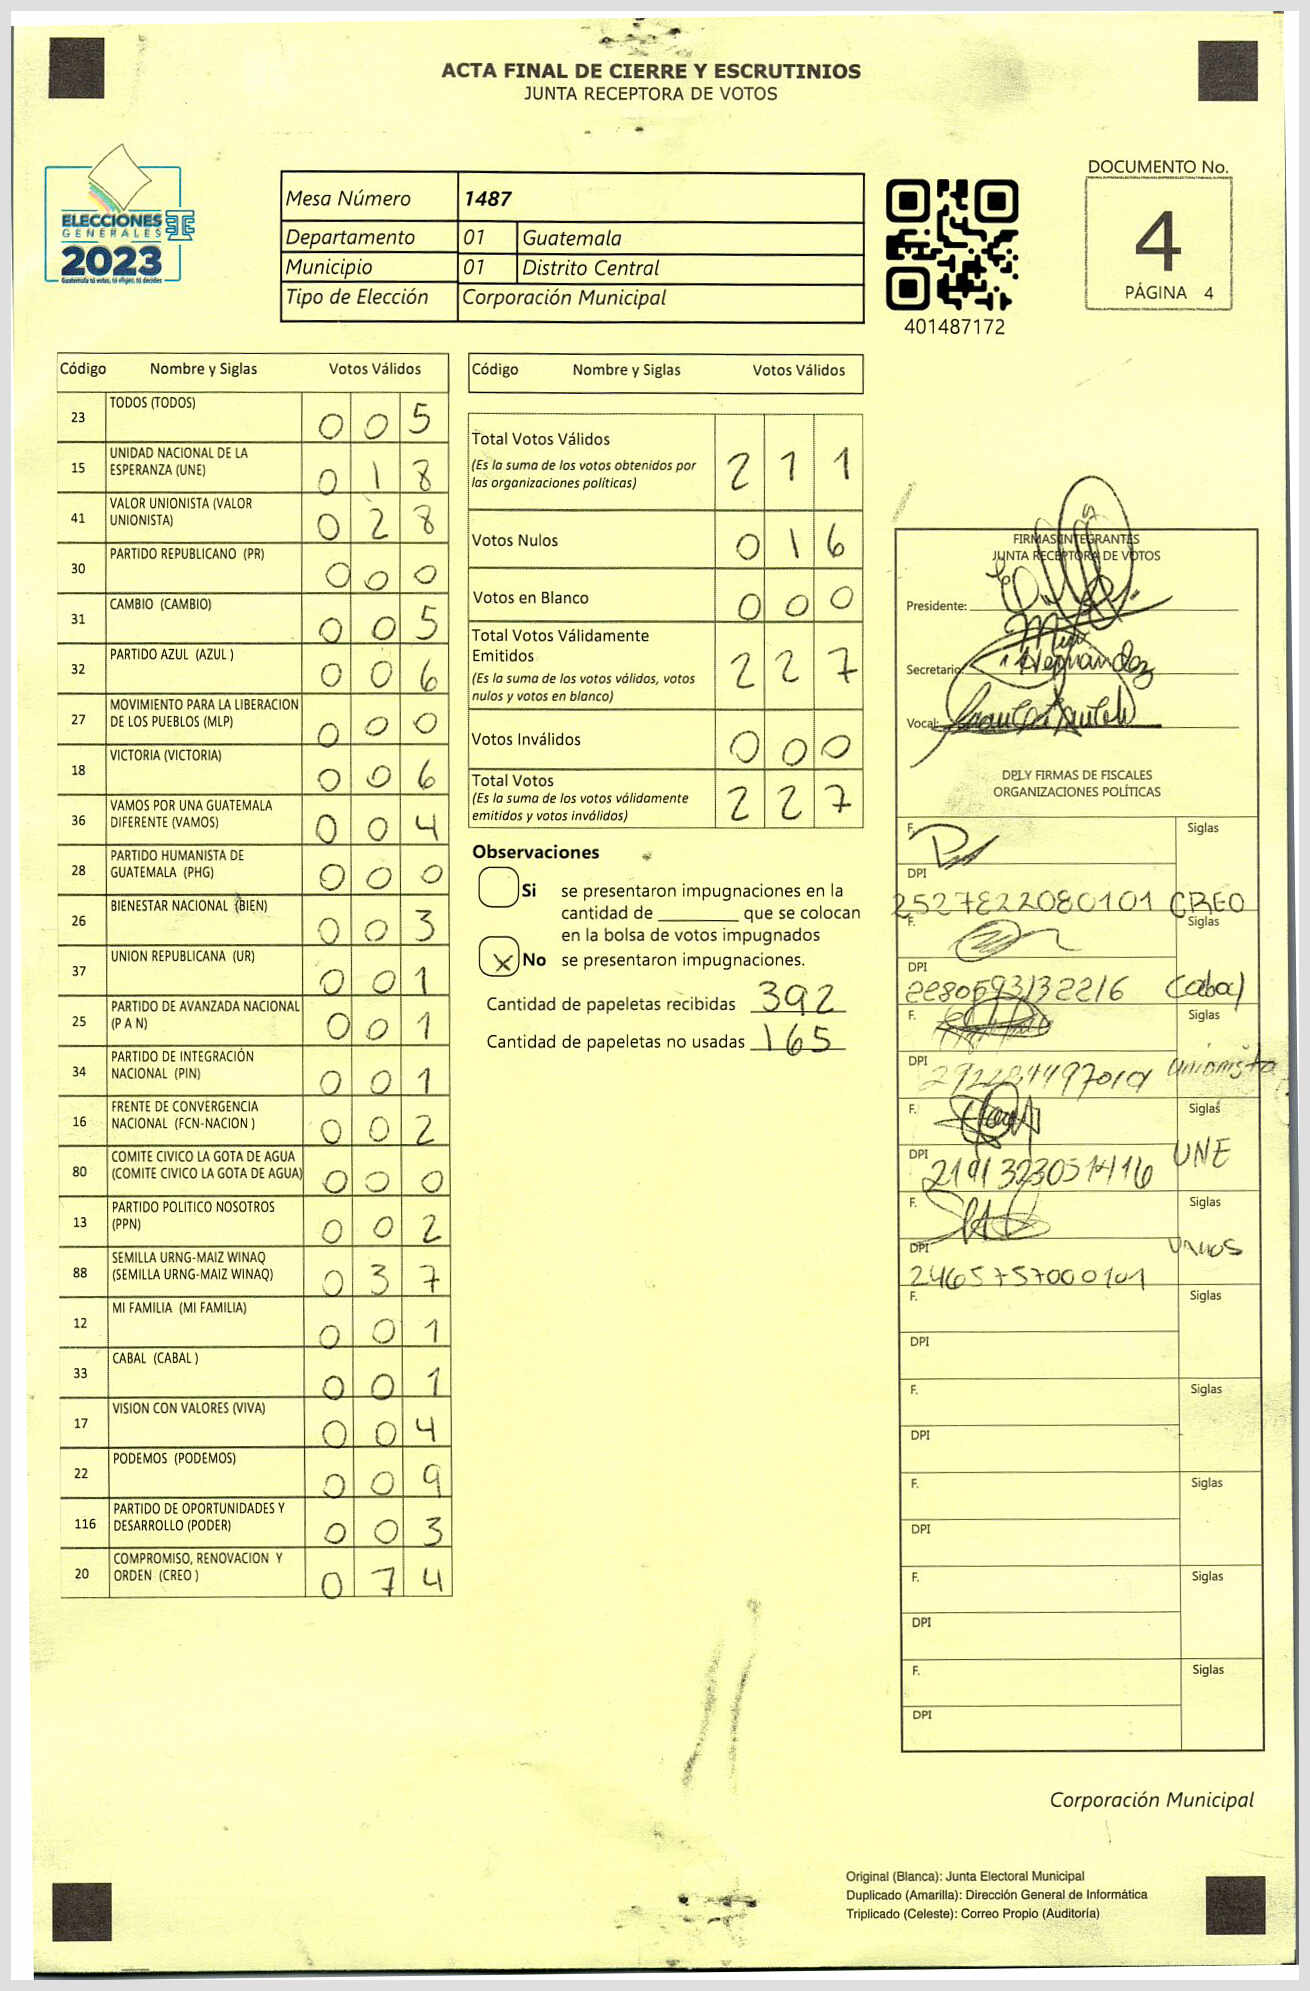 ACTA FINAL DE CIERRE Y ESCRUTINIOS
JUNTA RECEPTORA DE VOTOS
ELECCIONES
GENERALES
2023
Guatemala tú votas, tú eliges, tú decides
Mesa Número 1487
Departamento 01 Guatemala
Municipio 01 Distrito Central
Tipo de Elección Corporación Municipal
401487172
DOCUMENTO No.
4
PÁGINA 4
Código Nombre y Siglas Votos Válidos
23 TODOS (TODOS) 0 0 5
15 UNIDAD NACIONAL DE LA
ESPERANZA (UNE) 0 1 8
41 VALOR UNIONISTA (VALOR
UNIONISTA) 0 2 8
30 PARTIDO REPUBLICANO (PR) 0 0 0
31 CAMBIO (CAMBIO) 0 0 5
32 PARTIDO AZUL (AZUL ) 0 0 6
27 MOVIMIENTO PARA LA LIBERACION
DE LOS PUEBLOS (MLP) 0 0 0
18 VICTORIA (VICTORIA) 0 0 6
36 VAMOS POR UNA GUATEMALA
DIFERENTE (VAMOS) 0 0 4
28 PARTIDO HUMANISTA DE
GUATEMALA (PHG) 0 0 0
26 BIENESTAR NACIONAL (BIEN) 0 0 3
37 UNION REPUBLICANA (UR) 0 0 1
25 PARTIDO DE AVANZADA NACIONAL
(P A N) 0 0 1
34 PARTIDO DE INTEGRACIÓN
NACIONAL (PIN) 0 0 1
16 FRENTE DE CONVERGENCIA
NACIONAL (FCN-NACION ) 0 0 2
80 COMITE CIVICO LA GOTA DE AGUA
(COMITE CIVICO LA GOTA DE AGUA) 0 0 0
13 PARTIDO POLITICO NOSOTROS
(PPN) 0 0 2
88 SEMILLA URNG-MAIZ WINAQ
(SEMILLA URNG-MAIZ WINAQ) 0 3 7
12 MI FAMILIA (MI FAMILIA) 0 0 1
33 CABAL (CABAL ) 0 0 1
17 VISION CON VALORES (VIVA) 0 0 4
22 PODEMOS (PODEMOS) 0 0 9
116 PARTIDO DE OPORTUNIDADES Y
DESARROLLO (PODER) 0 0 3
20 COMPROMISO, RENOVACION Y
ORDEN (CREO ) 0 7 4
Código Nombre y Siglas Votos Válidos
Total Votos Válidos 2 1 1
(Es la suma de los votos obtenidos por
las organizaciones políticas)
Votos Nulos 0 1 6
Votos en Blanco 0 0 0
Total Votos Válidamente
Emitidos 2 2 7
(Es la suma de los votos válidos, votos
nulos y votos en blanco)
Votos Inválidos 0 0 0
Total Votos 2 2 7
(Es la suma de los votos válidamente
emitidos y votos inválidos)
Observaciones
Si se presentaron impugnaciones en la
cantidad de ________ que se colocan
en la bolsa de votos impugnados
X No se presentaron impugnaciones.
Cantidad de papeletas recibidas 392
Cantidad de papeletas no usadas 165
FIRMAS INTEGRANTES
JUNTA RECEPTORA DE VOTOS
Presidente:
Secretario: Hernández
Vocal:
DPI Y FIRMAS DE FISCALES
ORGANIZACIONES POLÍTICAS
F. Siglas
DPI
2527822080101 CREO
F. Siglas
DPI
Cabal
F. Siglas
DPI unionista
F. Siglas
DPI UNE
F. Siglas
DPI VAMOS
2465757000101
F. Siglas
DPI
F. Siglas
DPI
F. Siglas
DPI
F. Siglas
DPI
F. Siglas
DPI
Corporación Municipal
Original (Blanca): Junta Electoral Municipal
Duplicado (Amarilla): Dirección General de Informática
Triplicado (Celeste): Correo Propio (Auditoría)